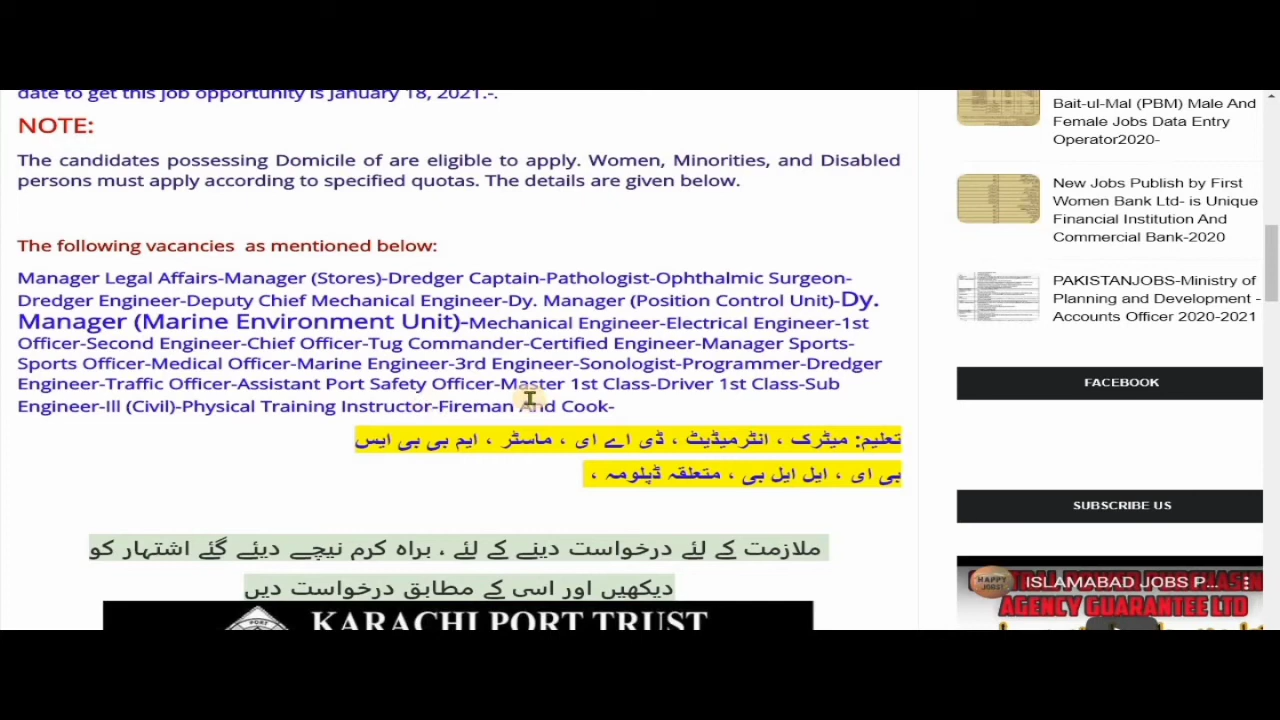 date to get this job opportunity is January 18, 2021.-.
NOTE:
The candidates possessing Domicile of are eligible to apply. Women, Minorities, and Disabled
persons must apply according to specified quotas. The details are given below.
The following vacancies as mentioned below:
Manager Legal Affairs-Manager (Stores)-Dredger Captain-Pathologist-Ophthalmic Surgeon-
Dredger Engineer-Deputy Chief Mechanical Engineer-Dy. Manager (Position Control Unit)-Dy.
Manager (Marine Environment Unit)-Mechanical Engineer-Electrical Engineer-1st
Officer-Second Engineer-Chief Officer-Tug Commander-Certified Engineer-Manager Sports-
Sports Officer-Medical Officer-Marine Engineer-3rd Engineer-Sonologist-Programmer-Dredger
Engineer-Traffic Officer-Assistant Port Safety Officer-Master 1st Class-Driver 1st Class-Sub
Engineer-Ill (Civil)-Physical Training Instructor-Fireman And Cook-
تعلیم: میٹرک ، انٹرمیڈیٹ ، ڈی اے ای ، ماسٹر ، ایم بی بی ایس
بی ای ، ایل ایل بی ، متعلقہ ڈپلومہ ،
ملازمت کے لئے درخواست دینے کے لئے ، براہ کرم نیچے دیئے گئے اشتہار کو
دیکھیں اور اسی کے مطابق درخواست دیں
KARACHI PORT TRUST
PORT
Bait-ul-Mal (PBM) Male And
Female Jobs Data Entry
Operator2020-
New Jobs Publish by First
Women Bank Ltd- is Unique
Financial Institution And
Commercial Bank-2020
PAKISTANJOBS-Ministry of
Planning and Development -
Accounts Officer 2020-2021
FACEBOOK
SUBSCRIBE US
HAPPY JOBS
ISLAMABAD JOBS P...
AGENCY GUARANTEE LTD